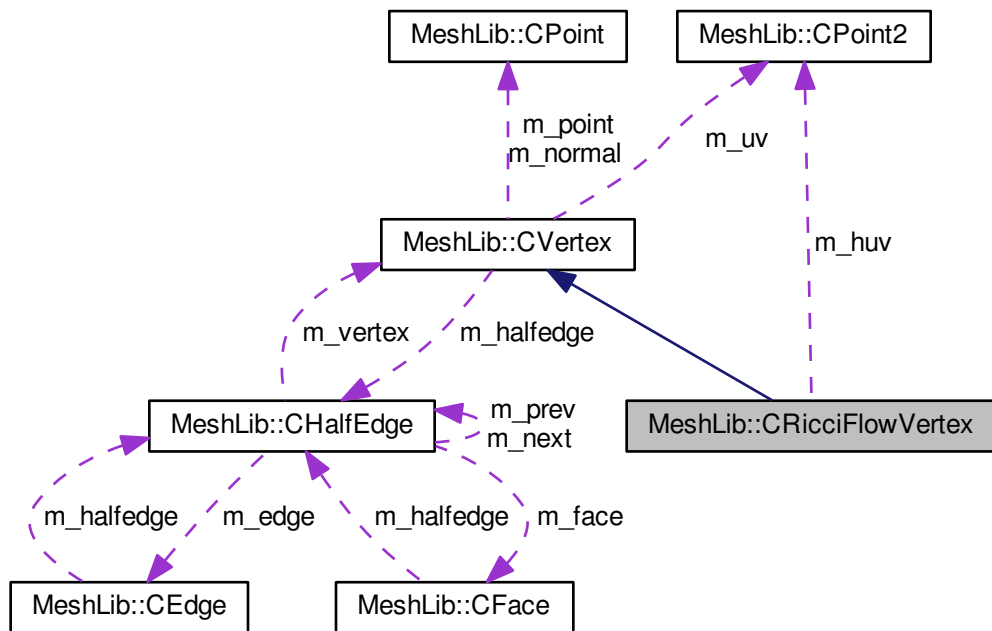 MeshLib::CPoint
MeshLib::CPoint2
m_point
m_normal
m_uv
MeshLib::CVertex
m_huv
m_vertex
m_halfedge
MeshLib::CHalfEdge
m_prev
m_next
MeshLib::CRicciFlowVertex
m_halfedge
m_edge
m_halfedge
m_face
MeshLib::CEdge
MeshLib::CFace